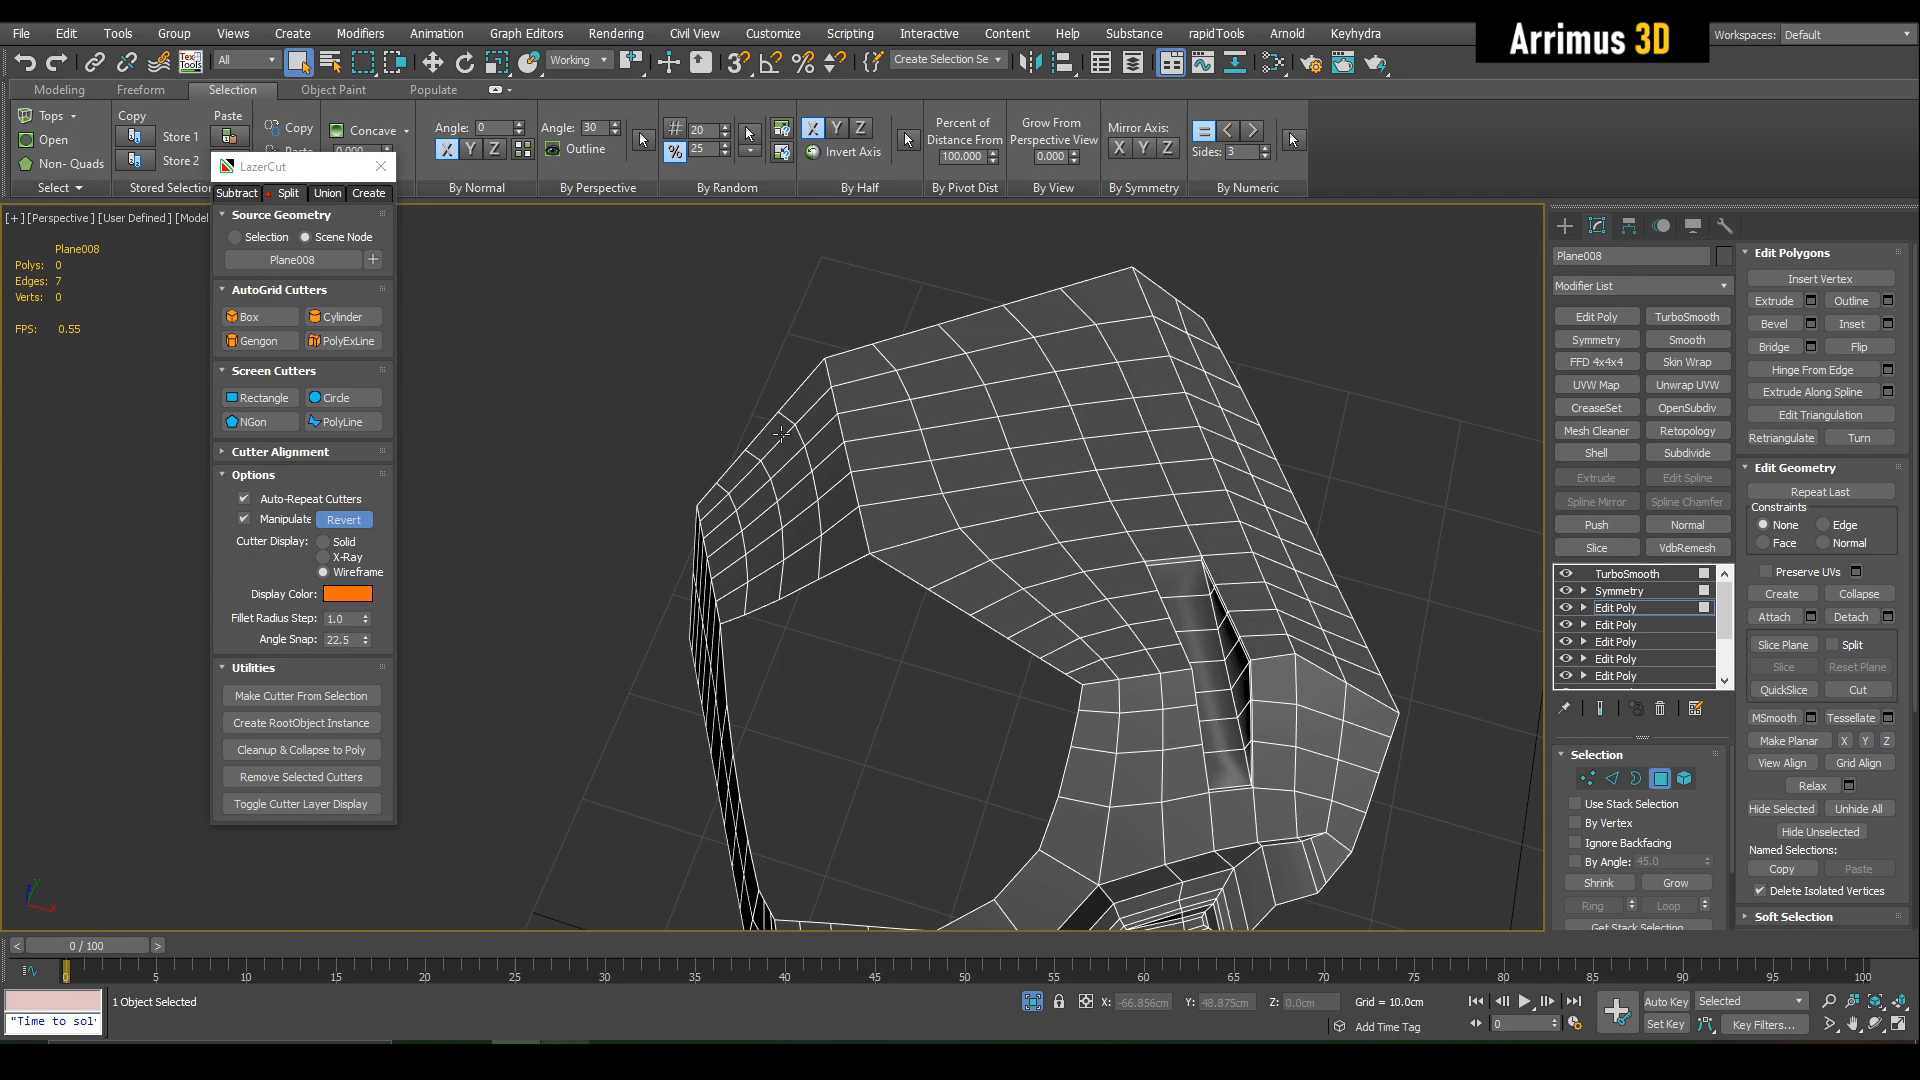 File Edit Tools Group Views Create Modifiers Animation Graph Editors Rendering Civil View Customize Scripting Interactive Content Help Substance rapidTools Arnold Keyhydra
Arrimus 3D
Workspaces: Default
All Working Create Selection Se
Modeling Freeform Selection Object Paint Populate
Tops Copy Paste Copy Concave Angle: 0 Angle: 30 20 X Y Z Percent of Grow From Mirror Axis:
Open Store 1 X Y Z Outline % 25 Invert Axis Distance From Perspective View X Y Z
Non- Quads Store 2 0.000 100.000 0.000 Sides: 3
Select Stored Selection By Normal By Perspective By Random By Half By Pivot Dist By View By Symmetry By Numeric
LazerCut
Subtract Split Union Create
Source Geometry
Selection Scene Node
Plane008
AutoGrid Cutters
Box Cylinder
Gengon PolyExLine
Screen Cutters
Rectangle Circle
NGon PolyLine
Cutter Alignment
Options
Auto-Repeat Cutters
Manipulate Revert
Cutter Display: Solid
X-Ray
Wireframe
Display Color:
Fillet Radius Step: 1.0
Angle Snap: 22.5
Utilities
Make Cutter From Selection
Create RootObject Instance
Cleanup & Collapse to Poly
Remove Selected Cutters
Toggle Cutter Layer Display
[+] [Perspective ] [User Defined ] [Model
Plane008
Polys: 0
Edges: 7
Verts: 0
FPS: 0.55
Plane008
Modifier List
Edit Poly TurboSmooth
Symmetry Smooth
FFD 4x4x4 Skin Wrap
UVW Map Unwrap UVW
CreaseSet OpenSubdiv
Mesh Cleaner Retopology
Shell Subdivide
Extrude Edit Spline
Spline Mirror Spline Chamfer
Push Normal
Slice VdbRemesh
TurboSmooth
Symmetry
Edit Poly
Edit Poly
Edit Poly
Edit Poly
Edit Poly
Selection
Use Stack Selection
By Vertex
Ignore Backfacing
By Angle: 45.0
Shrink Grow
Ring Loop
Get Stack Selection
Edit Polygons
Insert Vertex
Extrude Outline
Bevel Inset
Bridge Flip
Hinge From Edge
Extrude Along Spline
Edit Triangulation
Retriangulate Turn
Edit Geometry
Repeat Last
Constraints
None Edge
Face Normal
Preserve UVs
Create Collapse
Attach Detach
Slice Plane Split
Slice Reset Plane
QuickSlice Cut
MSmooth Tessellate
Make Planar X Y Z
View Align Grid Align
Relax
Hide Selected Unhide All
Hide Unselected
Named Selections:
Copy Paste
Delete Isolated Vertices
Soft Selection
0 / 100
0 5 10 15 20 25 30 35 40 45 50 55 60 65 70 75 80 85 90 95 100
1 Object Selected X: -66.856cm Y: 48.875cm Z: 0.0cm Grid = 10.0cm Auto Key Selected
"Time to sol Add Time Tag 0 Set Key Key Filters...